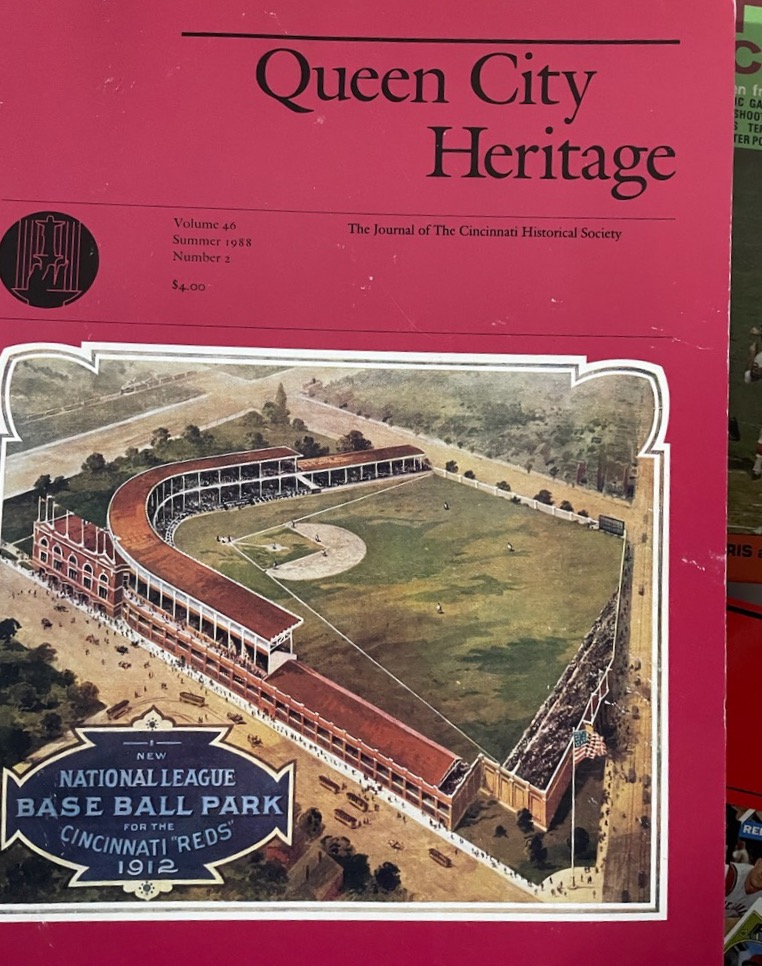 Queen City
Heritage
Volume 46
Summer 1988
Number 2
$4.00
The Journal of The Cincinnati Historical Society
NEW
NATIONAL LEAGUE
BASE BALL PARK
FOR THE
CINCINNATI "REDS"
1912